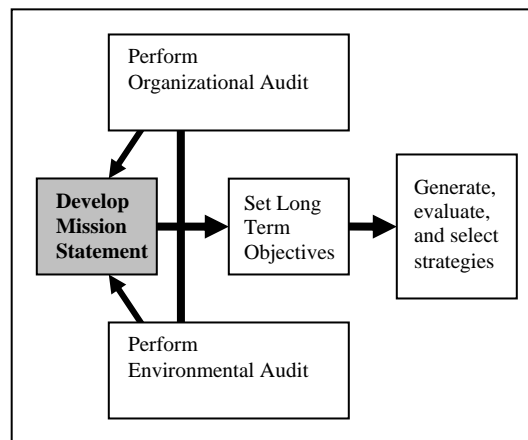 Perform
Organizational Audit
Develop
Mission
Statement
Set Long
Term
Objectives
Generate,
evaluate,
and select
strategies
Perform
Environmental Audit